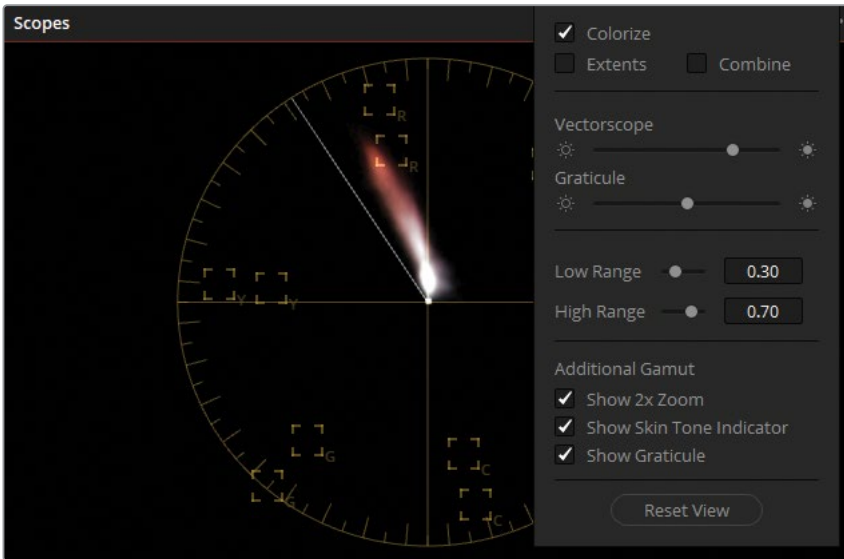 Scopes
Colorize
Extents Combine
Vectorscope
Graticule
Low Range 0.30
High Range 0.70
Additional Gamut
Show 2x Zoom
Show Skin Tone Indicator
Show Graticule
Reset View
R
R
Y Y
G
C
G
C